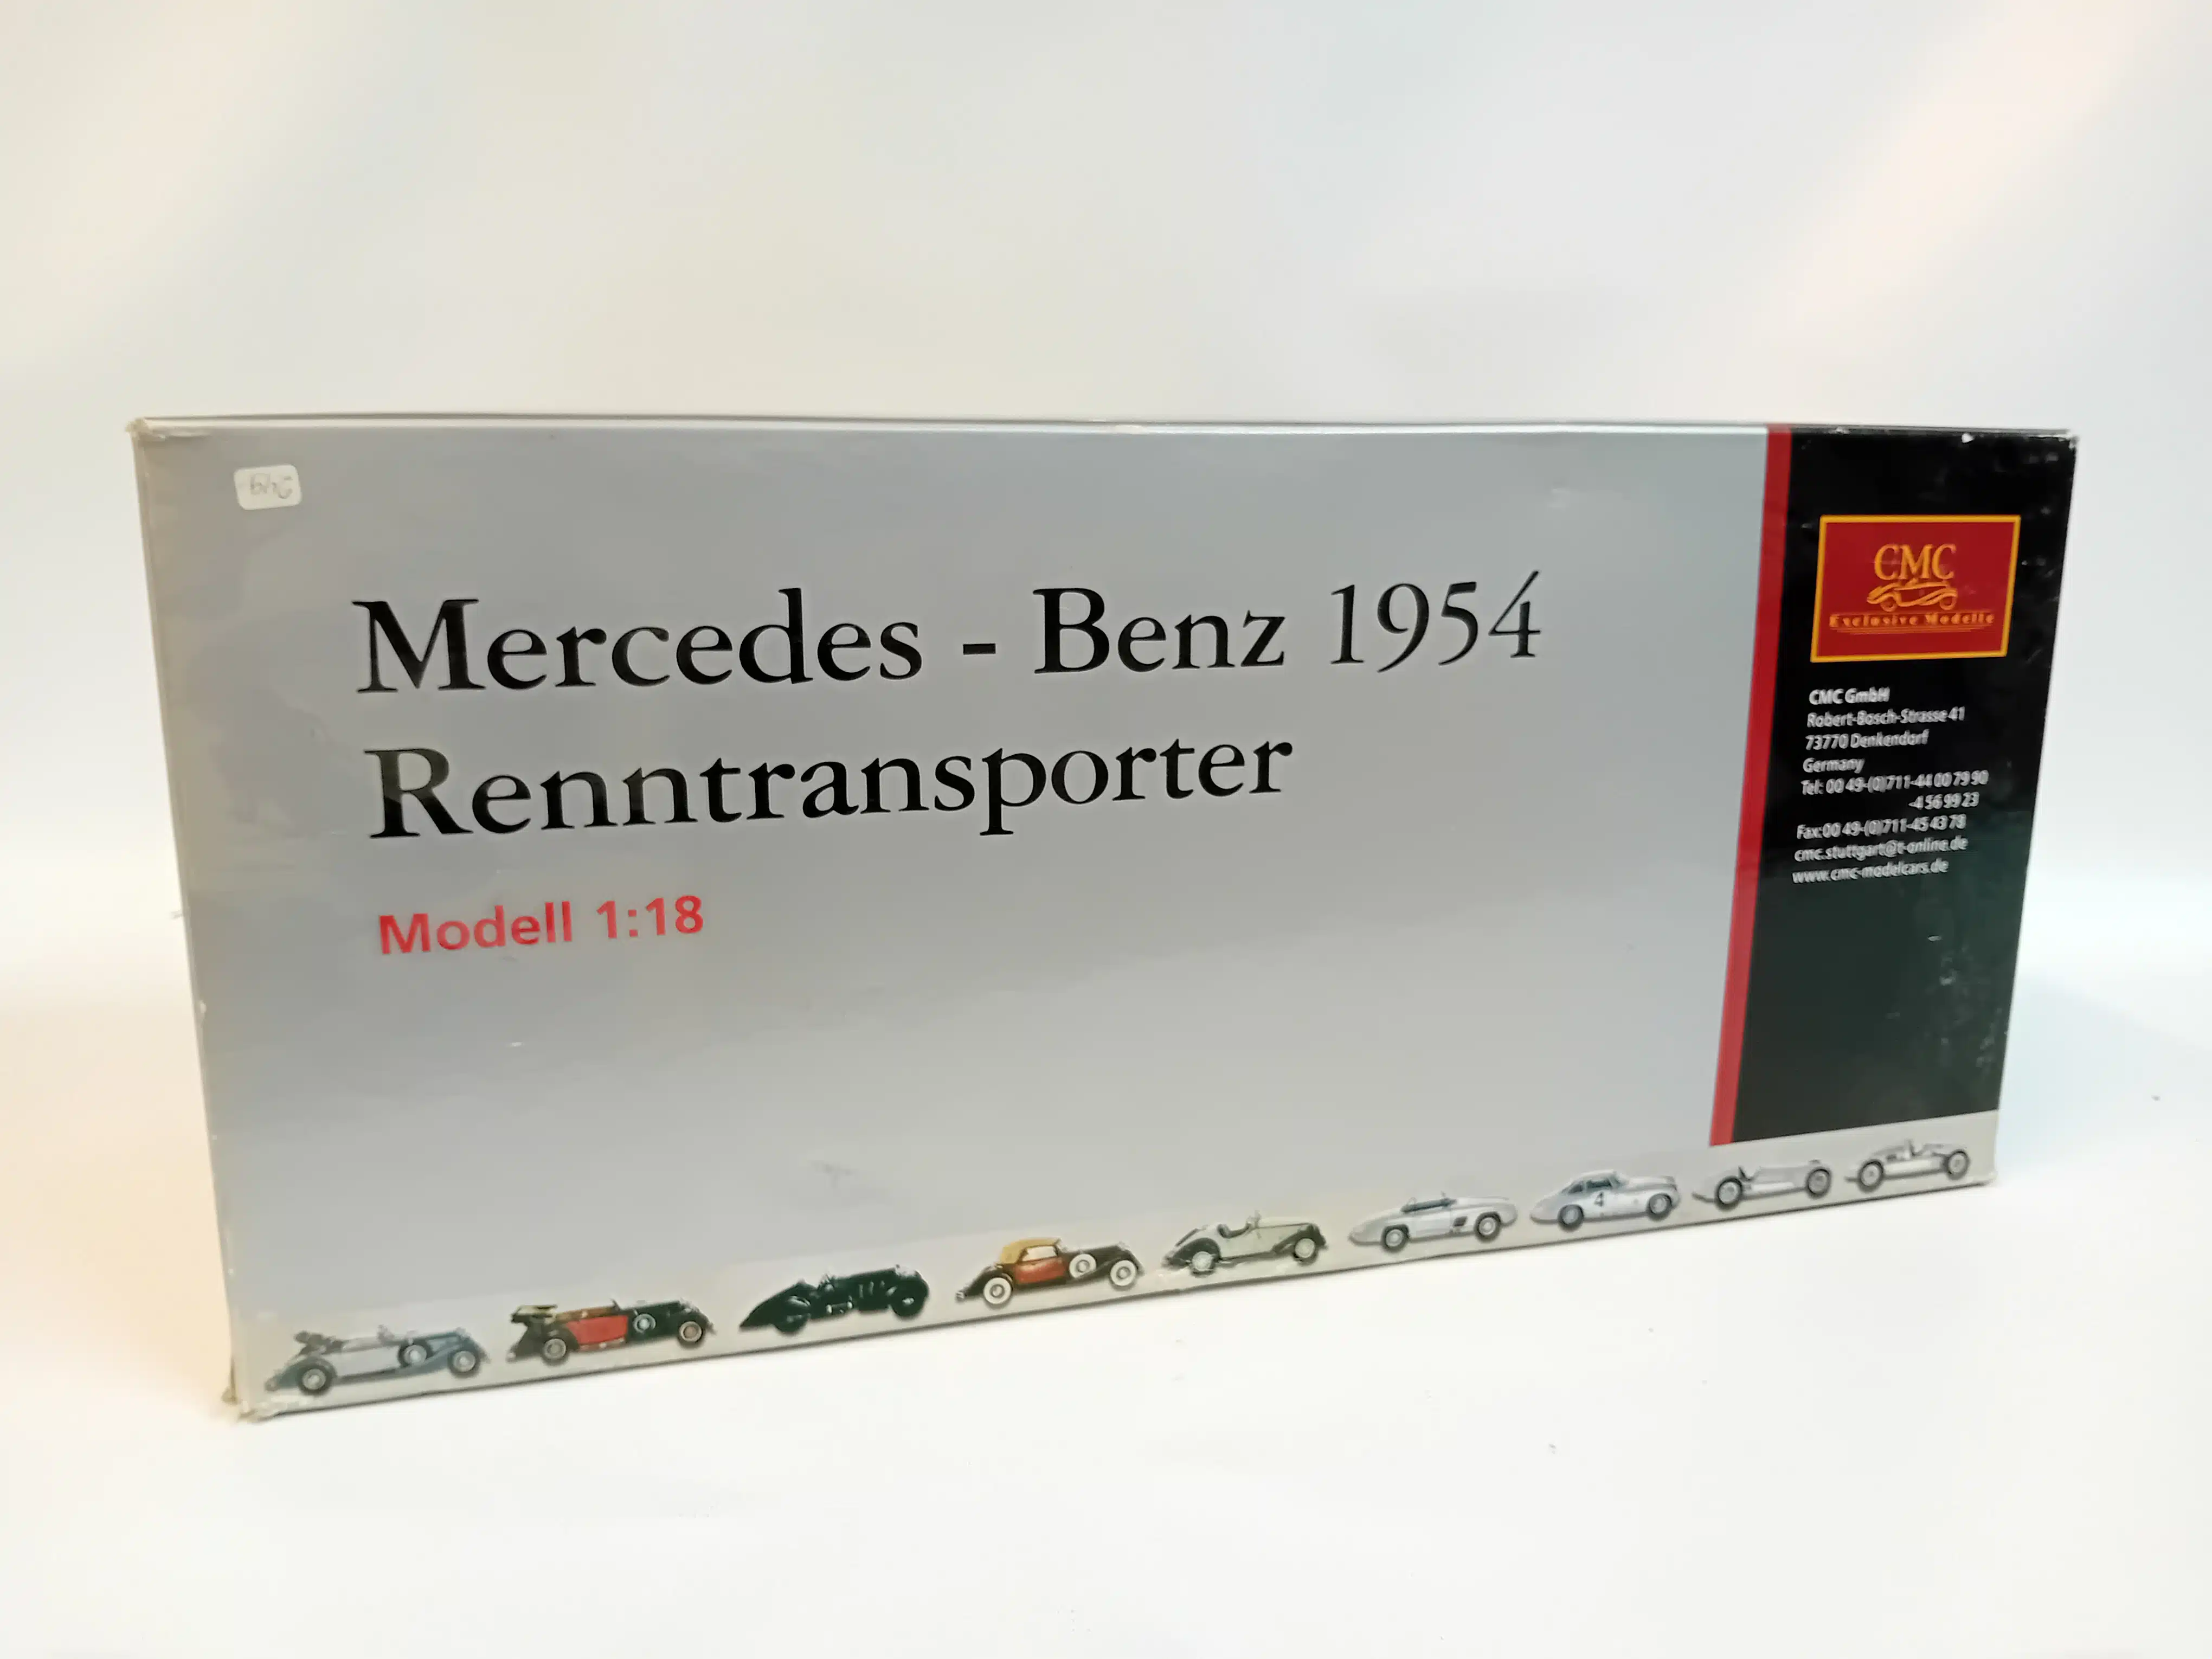 Mercedes - Benz 1954
Renntransporter
Modell 1:18
CMC
Exclusive Modelle
CMC GmbH
Robert-Bosch-Strasse 41
73770 Denkendorf
Germany
Tel: 00 49-(0)711-44 00 79 90
-4 56 99 23
Fax:00 49-(0)711-45 43 78
cmc.stuttgart@t-online.de
www.cmc-modelcars.de
4